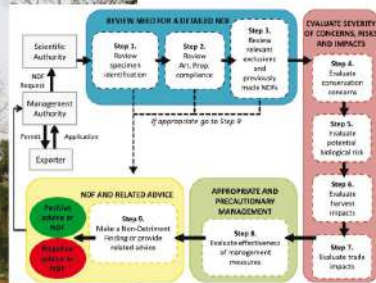 REVIEW NEED FOR A DETAILED NDF
Step 1.
Review
specimen
identification
Step 2.
Review
Art. Prop.
compliance
Step 3.
Review
relevant
exclusions
and
previously
made NDFs
If appropriate go to Step 9
Scientific
Authority
NDF
Request
Management
Authority
Permit
Application
Exporter
EVALUATE SEVERITY
OF CONCERNS, RISKS
AND IMPACTS
Step 4.
Evaluate
conservation
concerns
Step 5.
Evaluate
potential
biological risk
Step 6.
Evaluate
harvest
impacts
Step 7.
Evaluate trade
impacts
APPROPRIATE AND
PRECAUTIONARY
MANAGEMENT
Step 8.
Evaluate effectiveness
of management
measures
NDF AND RELATED ADVICE
Step 9.
Make a Non-Detriment
Finding or provide
related advice
Positive
advice or
NDF
Negative
advice or
NDF